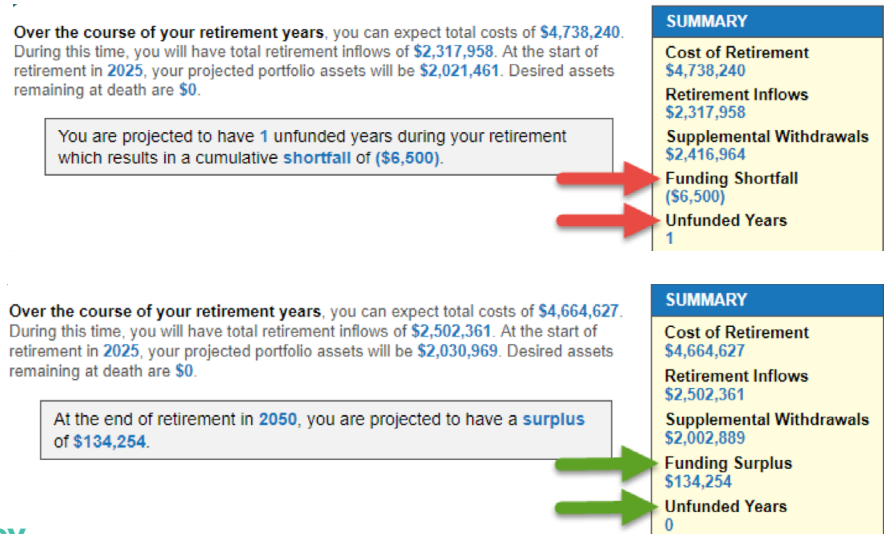 Over the course of your retirement years, you can expect total costs of $4,738,240.
During this time, you will have total retirement inflows of $2,317,958. At the start of
retirement in 2025, your projected portfolio assets will be $2,021,461. Desired assets
remaining at death are $0.
You are projected to have 1 unfunded years during your retirement
which results in a cumulative shortfall of ($6,500).
SUMMARY
Cost of Retirement
$4,738,240
Retirement Inflows
$2,317,958
Supplemental Withdrawals
$2,416,964
Funding Shortfall
($6,500)
Unfunded Years
1
Over the course of your retirement years, you can expect total costs of $4,664,627.
During this time, you will have total retirement inflows of $2,502,361. At the start of
retirement in 2025, your projected portfolio assets will be $2,030,969. Desired assets
remaining at death are $0.
At the end of retirement in 2050, you are projected to have a surplus
of $134,254.
SUMMARY
Cost of Retirement
$4,664,627
Retirement Inflows
$2,502,361
Supplemental Withdrawals
$2,002,889
Funding Surplus
$134,254
Unfunded Years
0